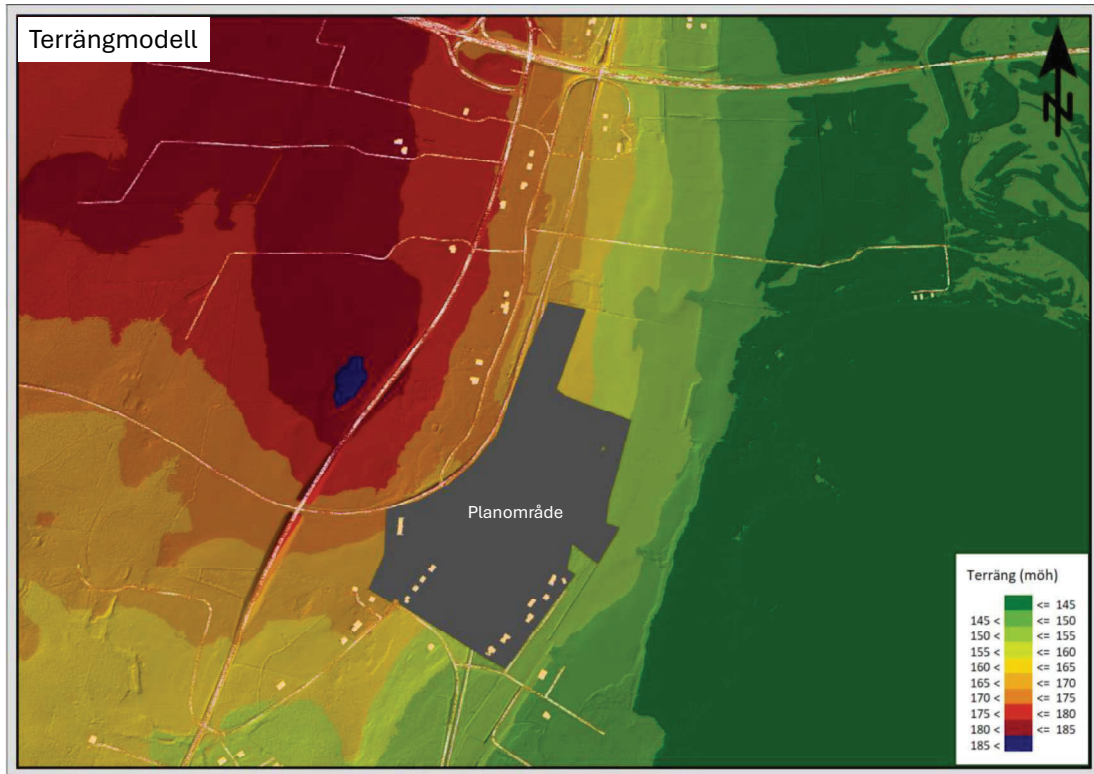 Terrängmodell
N
Planområde
Terräng (möh)
<= 145
145 < <= 150
150 < <= 155
155 < <= 160
160 < <= 165
165 < <= 170
170 < <= 175
175 < <= 180
180 < <= 185
185 <